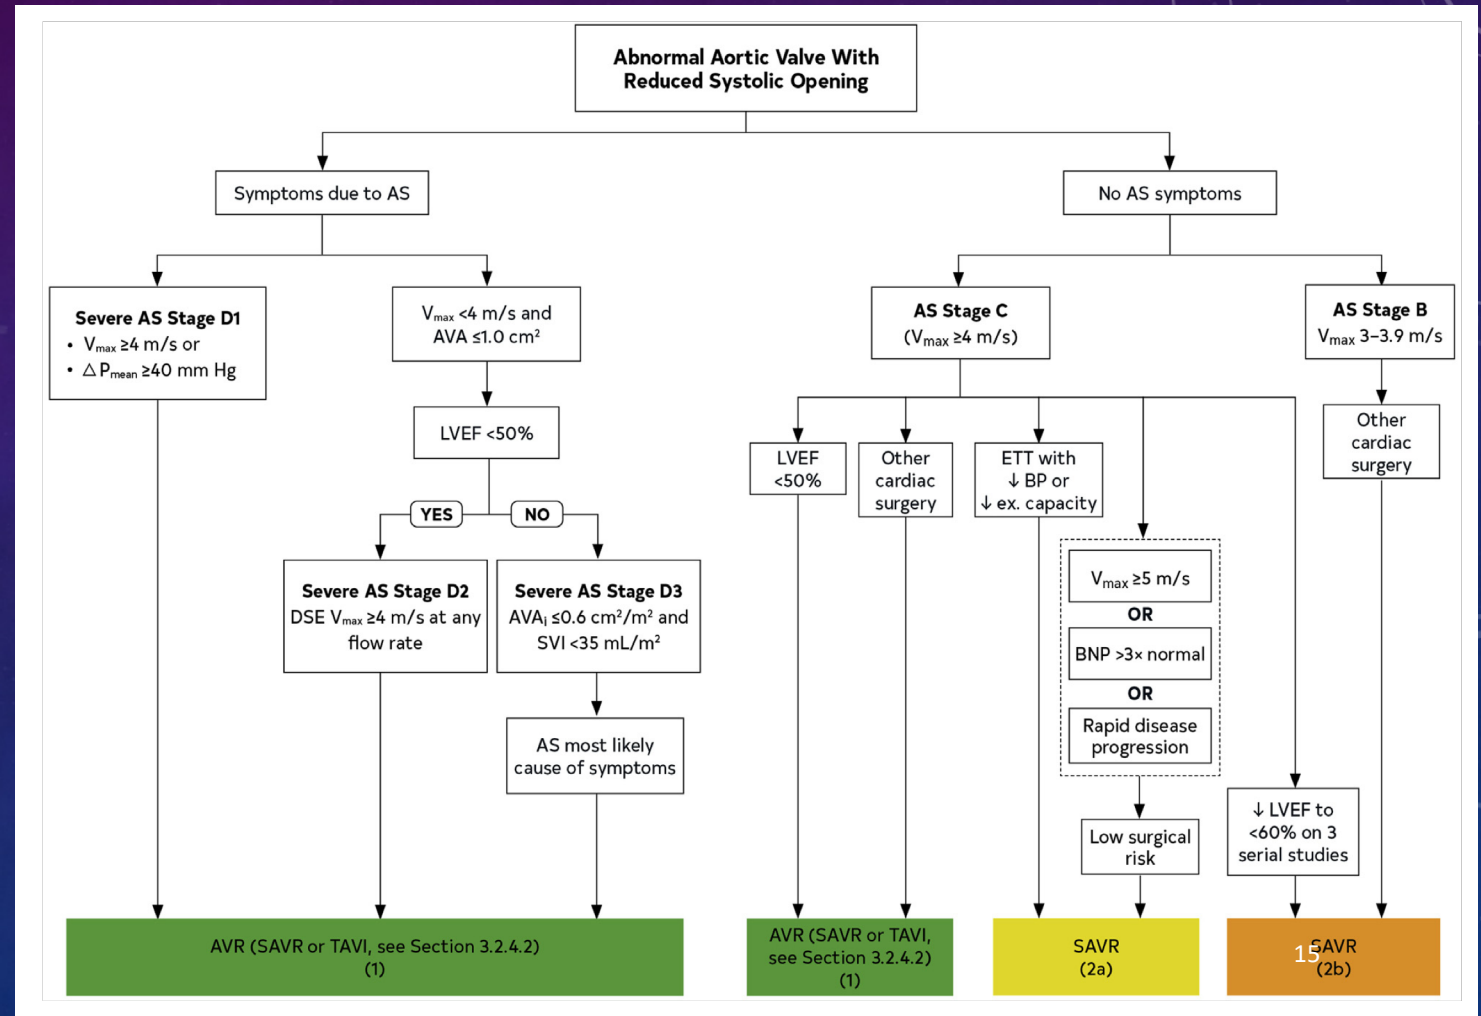 Abnormal Aortic Valve With
Reduced Systolic Opening
Symptoms due to AS
No AS symptoms
Severe AS Stage D1
• Vmax ≥4 m/s or
• △Pmean ≥40 mm Hg
Vmax <4 m/s and
AVA ≤1.0 cm²
AS Stage C
(Vmax ≥4 m/s)
AS Stage B
Vmax 3–3.9 m/s
LVEF <50%
YES
NO
Severe AS Stage D2
DSE Vmax ≥4 m/s at any
flow rate
Severe AS Stage D3
AVAi ≤0.6 cm²/m² and
SVI <35 mL/m²
AS most likely
cause of symptoms
LVEF
<50%
Other
cardiac
surgery
ETT with
↓ BP or
↓ ex. capacity
Vmax ≥5 m/s
OR
BNP >3× normal
OR
Rapid disease
progression
Low surgical
risk
↓ LVEF to
<60% on 3
serial studies
Other
cardiac
surgery
AVR (SAVR or TAVI, see Section 3.2.4.2)
(1)
AVR (SAVR or TAVI,
see Section 3.2.4.2)
(1)
SAVR
(2a)
SAVR
(2b)
15